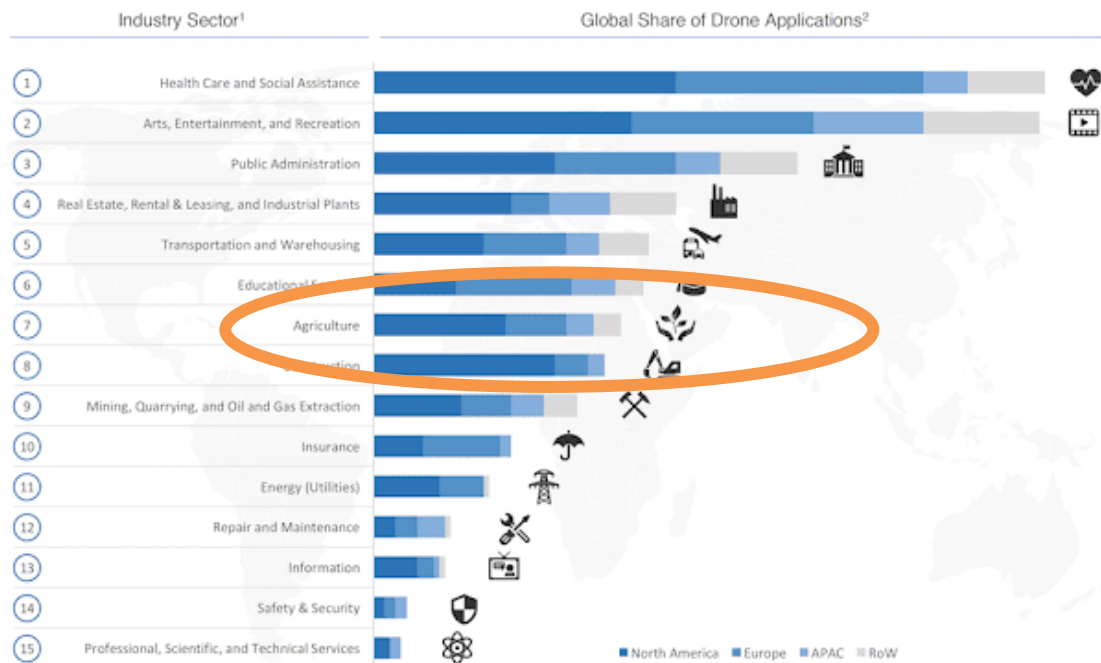 Industry Sector¹ Global Share of Drone Applications²
1 Health Care and Social Assistance
2 Arts, Entertainment, and Recreation
3 Public Administration
4 Real Estate, Rental & Leasing, and Industrial Plants
5 Transportation and Warehousing
6 Educational
7 Agriculture
8
9 Mining, Quarrying, and Oil and Gas Extraction
10 Insurance
11 Energy (Utilities)
12 Repair and Maintenance
13 Information
14 Safety & Security
15 Professional, Scientific, and Technical Services
North America Europe APAC RoW